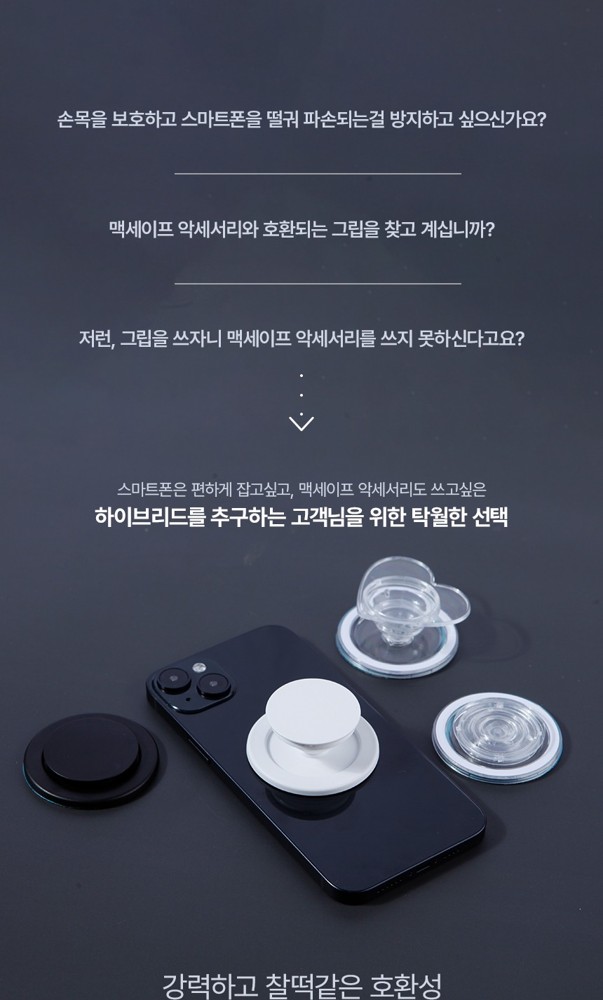 손목을 보호하고 스마트폰을 떨궈 파손되는걸 방지하고 싶으신가요?
맥세이프 악세서리와 호환되는 그립을 찾고 계십니까?
저런, 그립을 쓰자니 맥세이프 악세서리를 쓰지 못하신다고요?
스마트폰은 편하게 잡고싶고, 맥세이프 악세서리도 쓰고싶은
하이브리드를 추구하는 고객님을 위한 탁월한 선택
강력하고 찰떡같은 호환성